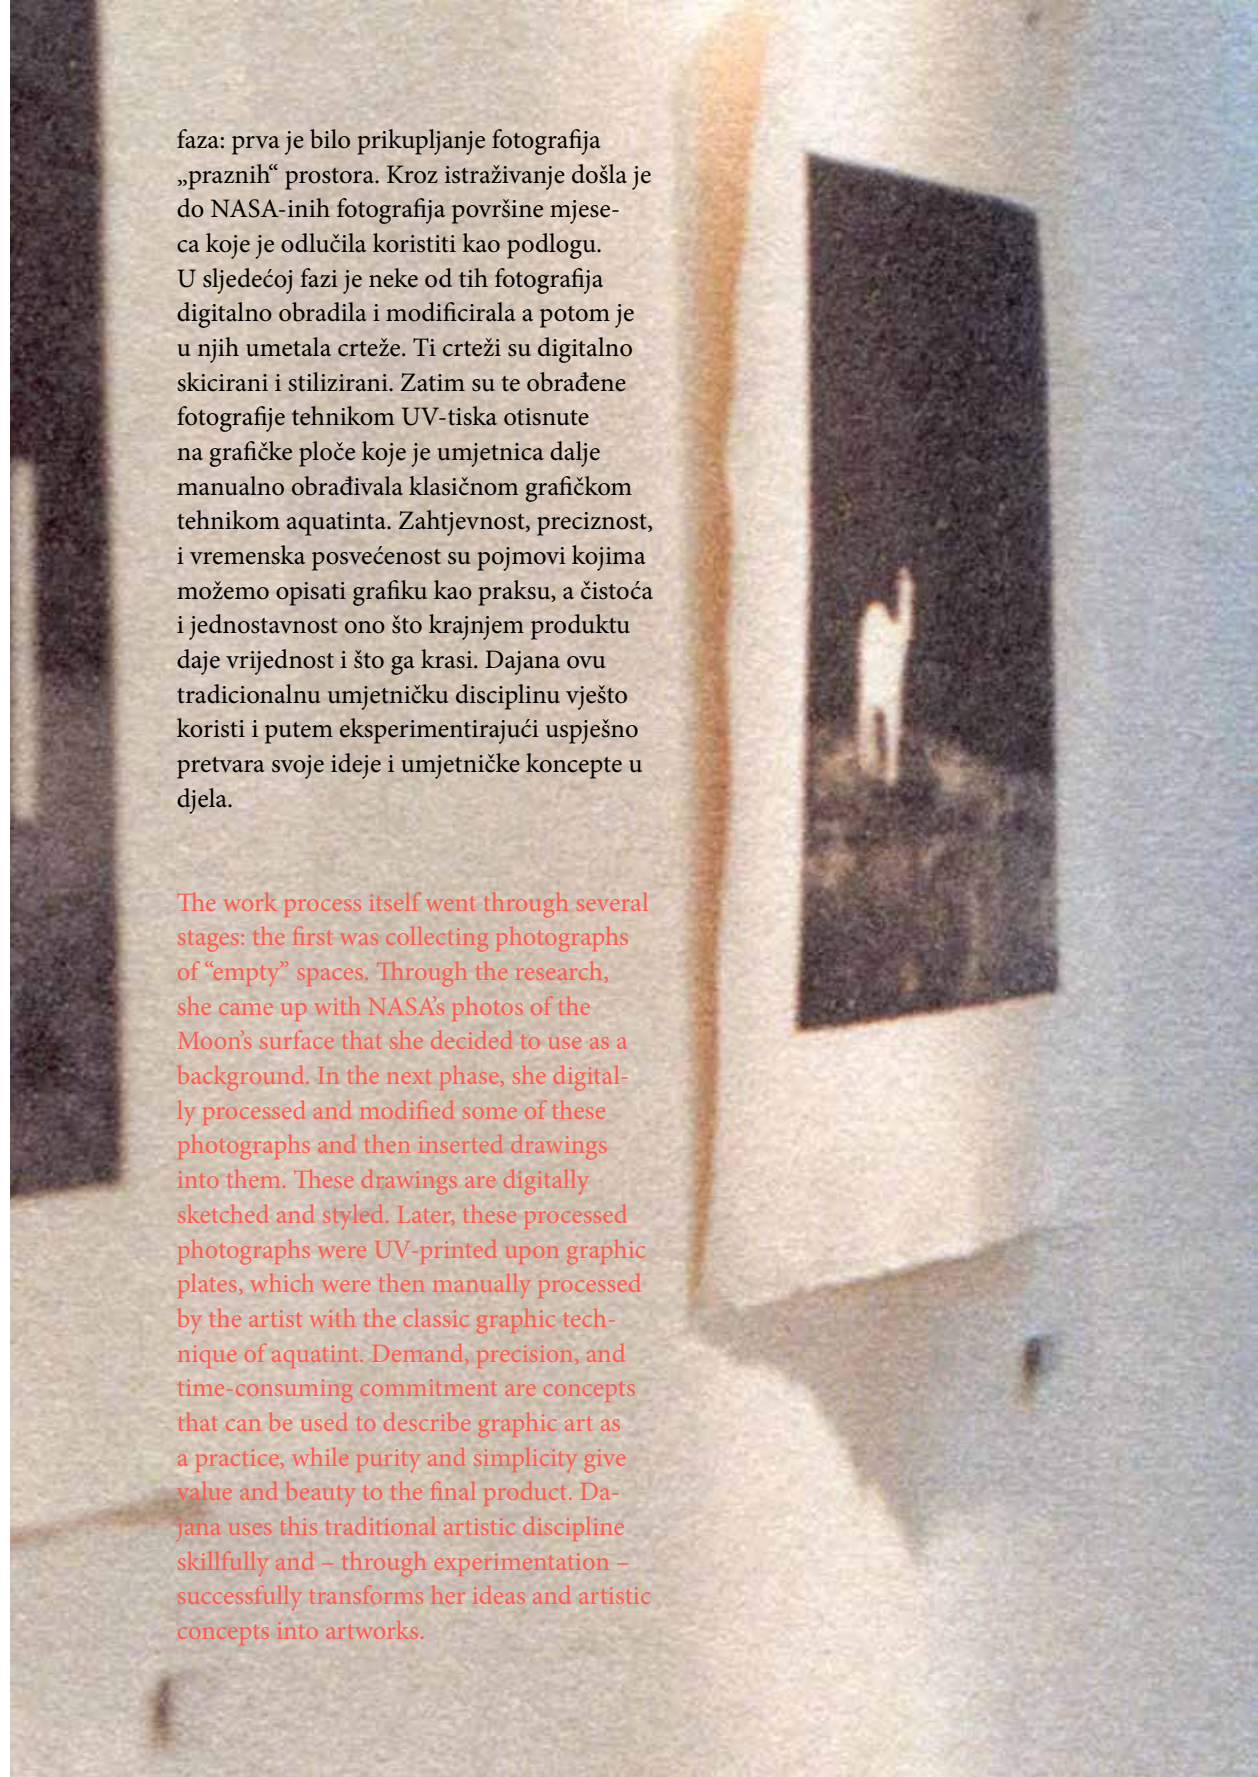 faza: prva je bilo prikupljanje fotografija
„praznih“ prostora. Kroz istraživanje došla je
do NASA-inih fotografija površine mjese-
ca koje je odlučila koristiti kao podlogu.
U sljedećoj fazi je neke od tih fotografija
digitalno obradila i modificirala a potom je
u njih umetala crteže. Ti crteži su digitalno
skicirani i stilizirani. Zatim su te obrađene
fotografije tehnikom UV-tiska otisnute
na grafičke ploče koje je umjetnica dalje
manualno obrađivala klasičnom grafičkom
tehnikom aquatinta. Zahtjevnost, preciznost,
i vremenska posvećenost su pojmovi kojima
možemo opisati grafiku kao praksu, a čistoća
i jednostavnost ono što krajnjem produktu
daje vrijednost i što ga krasi. Dajana ovu
tradicionalnu umjetničku disciplinu vješto
koristi i putem eksperimentirajući uspješno
pretvara svoje ideje i umjetničke koncepte u
djela.
The work process itself went through several
stages: the first was collecting photographs
of “empty” spaces. Through the research,
she came up with NASA’s photos of the
Moon’s surface that she decided to use as a
background. In the next phase, she digital-
ly processed and modified some of these
photographs and then inserted drawings
into them. These drawings are digitally
sketched and styled. Later, these processed
photographs were UV-printed upon graphic
plates, which were then manually processed
by the artist with the classic graphic tech-
nique of aquatint. Demand, precision, and
time-consuming commitment are concepts
that can be used to describe graphic art as
a practice, while purity and simplicity give
value and beauty to the final product. Da-
jana uses this traditional artistic discipline
skillfully and – through experimentation –
successfully transforms her ideas and artistic
concepts into artworks.